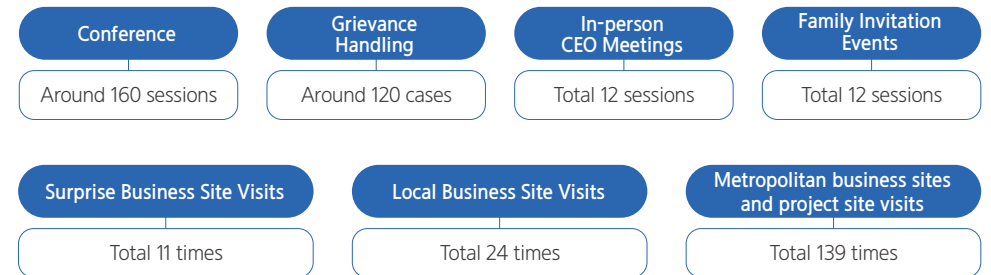 Conference
Grievance
Handling
In-person
CEO Meetings
Family Invitation
Events
Around 160 sessions
Around 120 cases
Total 12 sessions
Total 12 sessions
Surprise Business Site Visits
Local Business Site Visits
Metropolitan business sites
and project site visits
Total 11 times
Total 24 times
Total 139 times